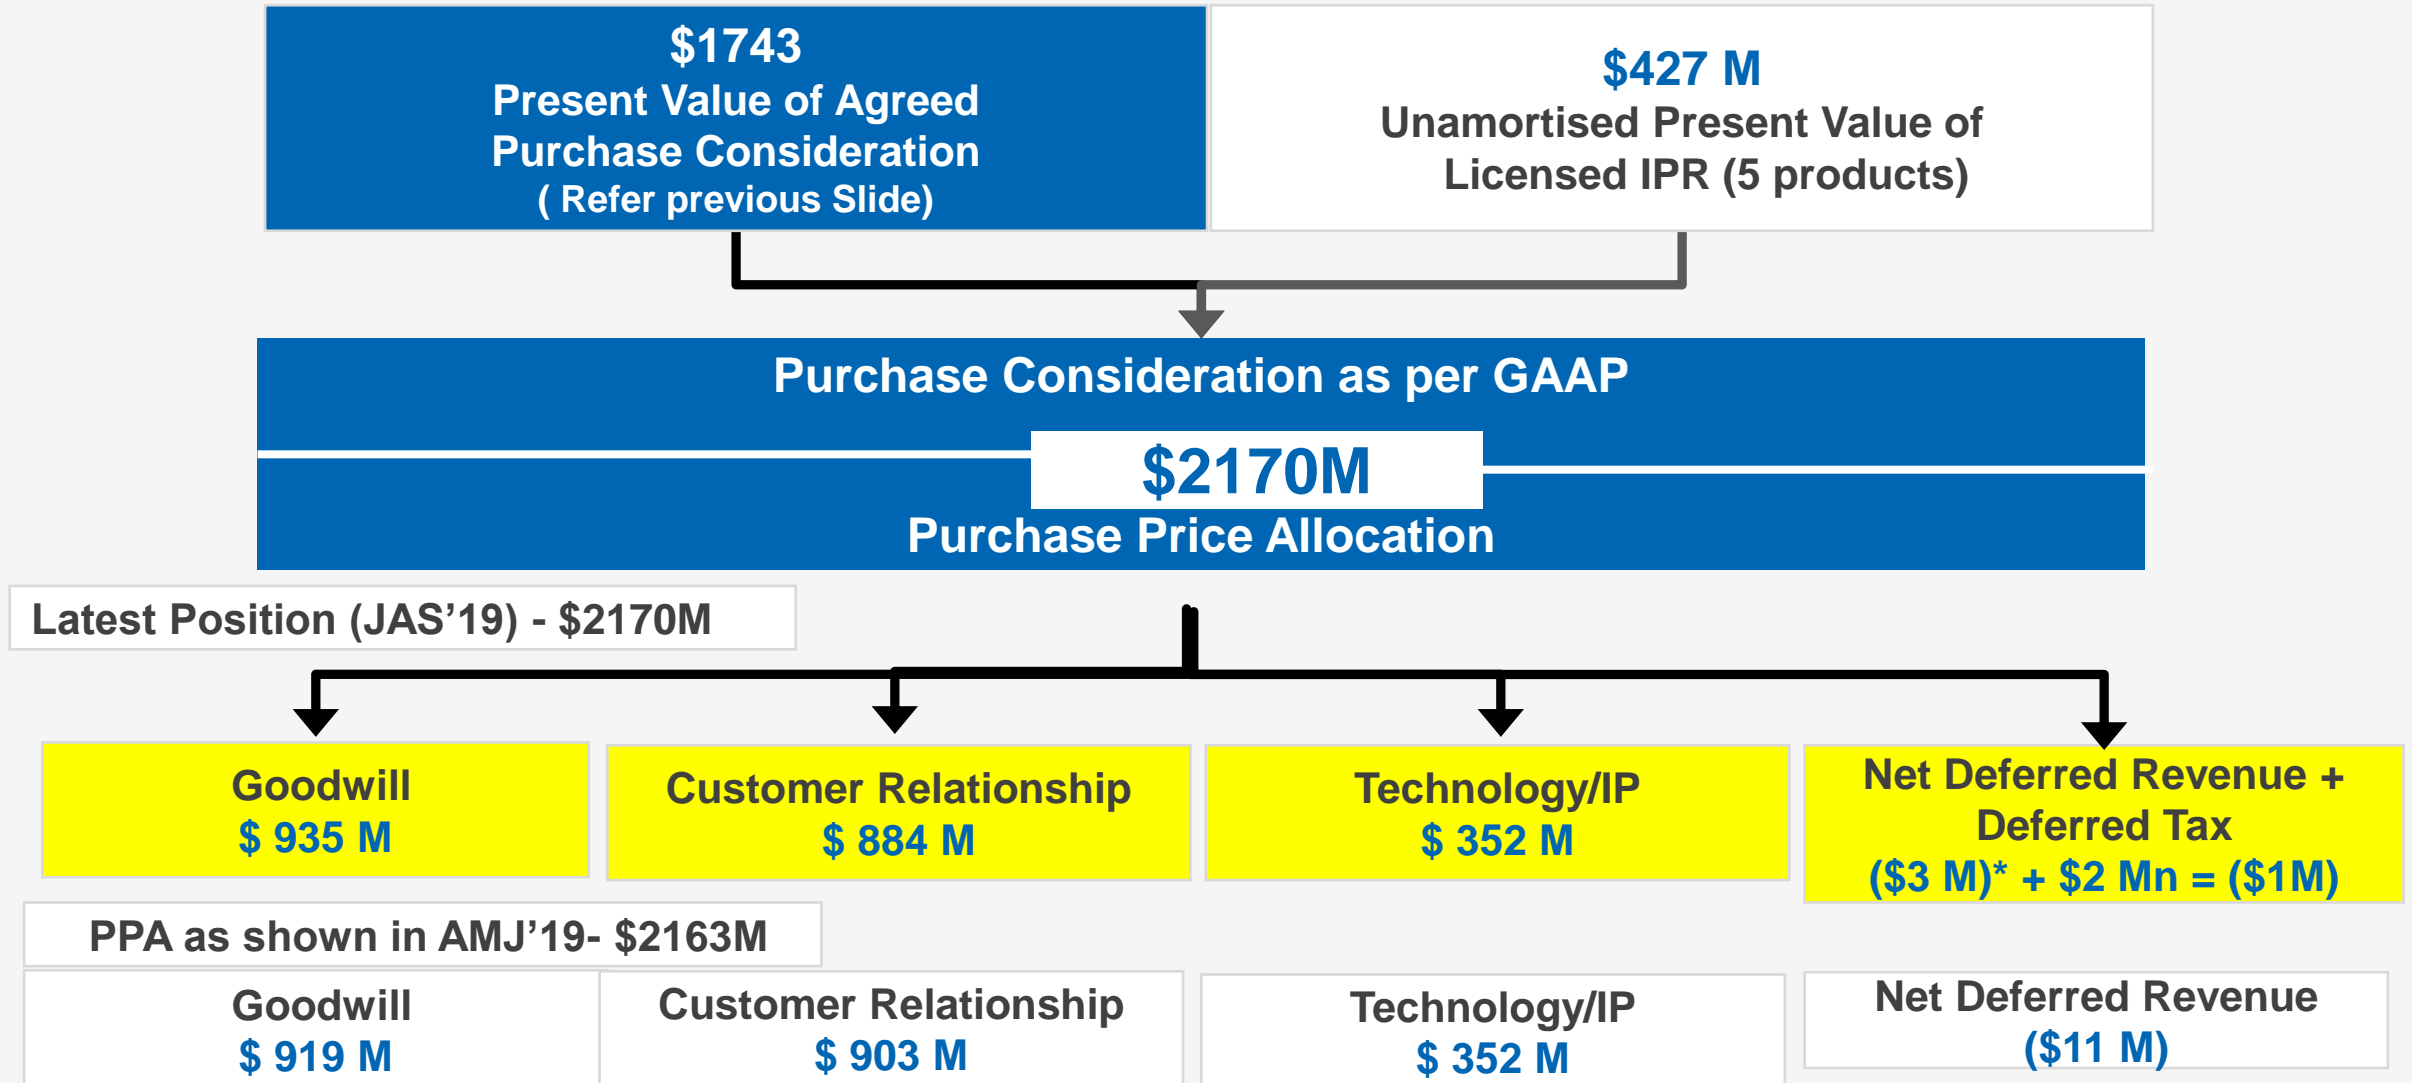 $1743
Present Value of Agreed
Purchase Consideration
( Refer previous Slide)
$427 M
Unamortised Present Value of
Licensed IPR (5 products)
Purchase Consideration as per GAAP
$2170M
Purchase Price Allocation
Latest Position (JAS’19) - $2170M
Goodwill
$ 935 M
Customer Relationship
$ 884 M
Technology/IP
$ 352 M
Net Deferred Revenue +
Deferred Tax
($3 M)* + $2 Mn = ($1M)
PPA as shown in AMJ’19- $2163M
Goodwill
$ 919 M
Customer Relationship
$ 903 M
Technology/IP
$ 352 M
Net Deferred Revenue
($11 M)